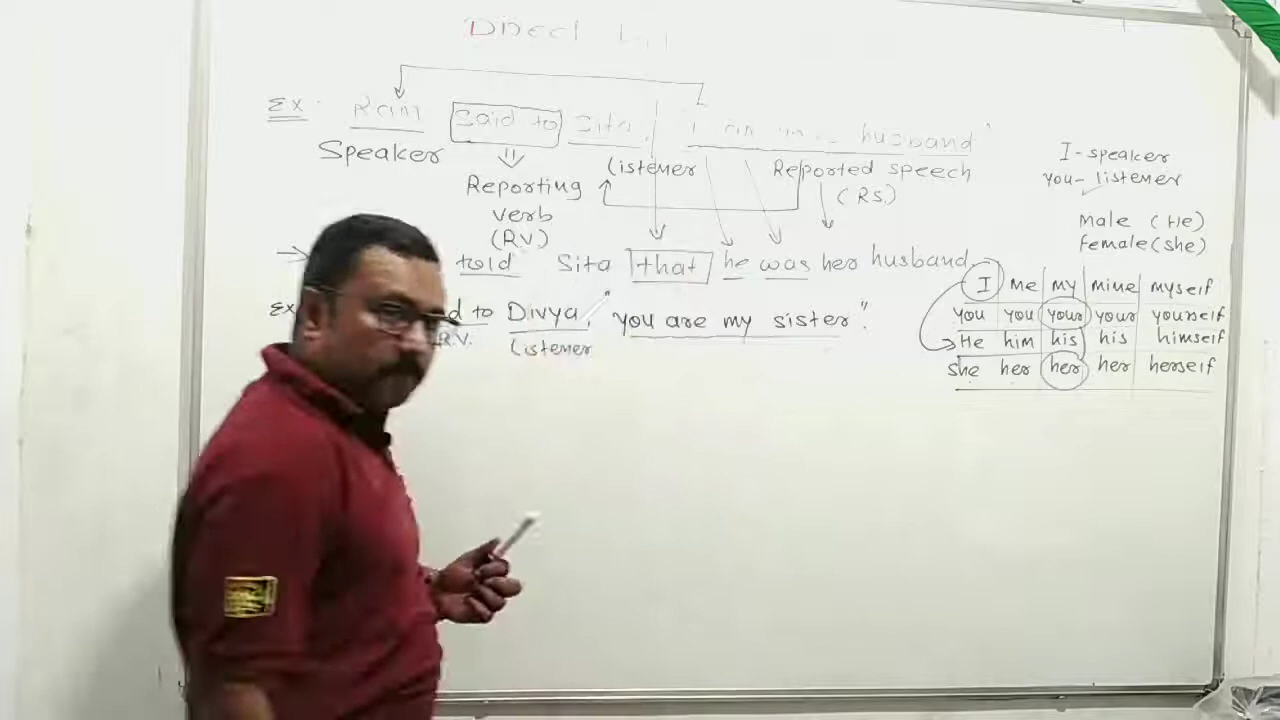 Direct
Ex. Ram said to Sita, "I am husband"
Speaker Listener Reported speech
(RS.)
Reporting
verb
(RV)
told Sita that he was her husband
Ex d to Divya, "you are my sister".
R.V. Listener
I - speaker
you - listener
Male (He)
Female (she)
I me my mine myself
you you your your yourself
He him his his himself
she her her her herself